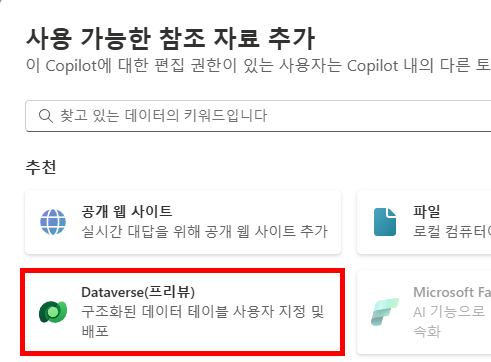 사용 가능한 참조 자료 추가
이 Copilot에 대한 편집 권한이 있는 사용자는 Copilot 내의 다른 토
찾고 있는 데이터의 키워드입니다
추천
공개 웹 사이트
실시간 대답을 위해 공개 웹 사이트 추가
파일
로컬 컴퓨터에
Dataverse(프리뷰)
구조화된 데이터 테이블 사용자 지정 및
배포
Microsoft Fa
AI 기능으로
속화